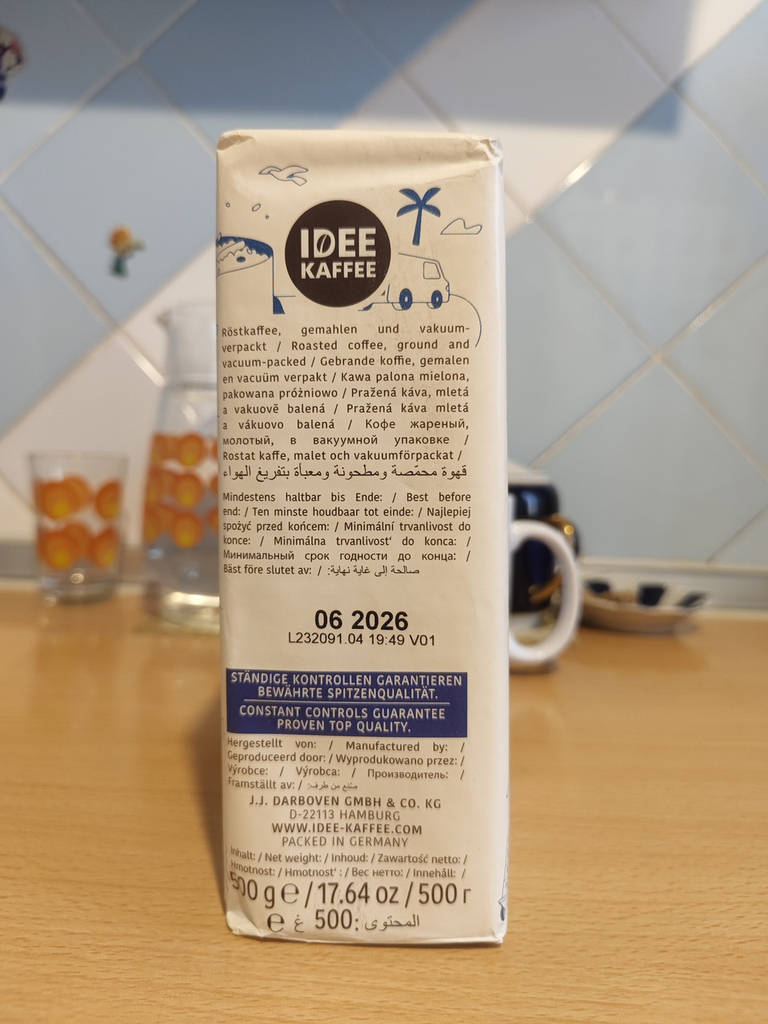 IDEE
KAFFEE
Röstkaffee, gemahlen und vakuum-
verpackt / Roasted coffee, ground and
vacuum-packed / Gebrande koffie, gemalen
en vacuüm verpakt / Kawa palona mielona,
pakowana próżniowo / Pražená káva, mletá
a vakuově balená / Pražená káva mletá
a vákuovo balená / Кофе жареный,
молотый, в вакуумной упаковке /
Rostat kaffe, malet och vakuumförpackat /
قهوة محمّصة ومطحونة ومعبأة بتفريغ الهواء
Mindestens haltbar bis Ende: / Best before
end: / Ten minste houdbaar tot einde: / Najlepiej
spożyć przed końcem: / Minimální trvanlivost do
konce: / Minimálna trvanlivosť do konca: /
Минимальный срок годности до конца: /
Bäst före slutet av: / صالحة إلى غاية نهاية:
06 2026
L232091.04 19:49 V01
STÄNDIGE KONTROLLEN GARANTIEREN
BEWÄHRTE SPITZENQUALITÄT.
CONSTANT CONTROLS GUARANTEE
PROVEN TOP QUALITY.
Hergestellt von: / Manufactured by: /
Geproduceerd door: / Wyprodukowano przez: /
Výrobce: / Výrobca: / Производитель: /
Framställt av: / صنع من طرف:
J.J. DARBOVEN GMBH & CO. KG
D-22113 HAMBURG
WWW.IDEE-KAFFEE.COM
PACKED IN GERMANY
Inhalt: / Net weight: / Inhoud: / Zawartość netto: /
Hmotnost: / Hmotnosť: / Вес нетто: / Innehåll: /
500 g e / 17.64 oz / 500 г
المحتوى: 500 غ e